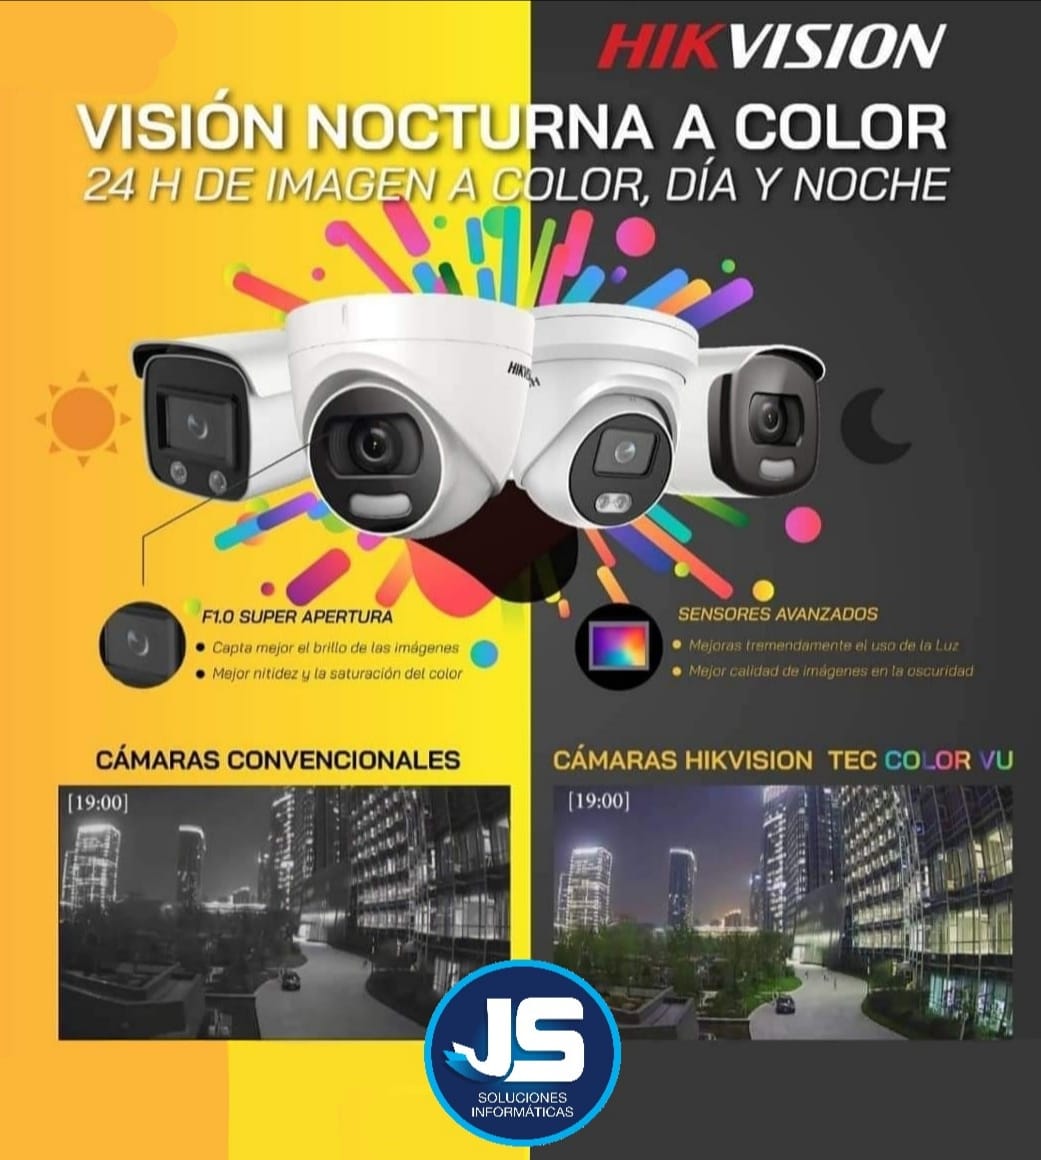 HIKVISION
VISIÓN NOCTURNA A COLOR
24 H DE IMAGEN A COLOR, DÍA Y NOCHE
F1.0 SUPER APERTURA
• Capta mejor el brillo de las imágenes
• Mejor nitidez y la saturación del color
SENSORES AVANZADOS
• Mejoras tremendamente el uso de la Luz
• Mejor calidad de imágenes en la oscuridad
CÁMARAS CONVENCIONALES
[19:00]
CÁMARAS HIKVISION TEC COLOR VU
[19:00]
JS
SOLUCIONES
INFORMÁTICAS